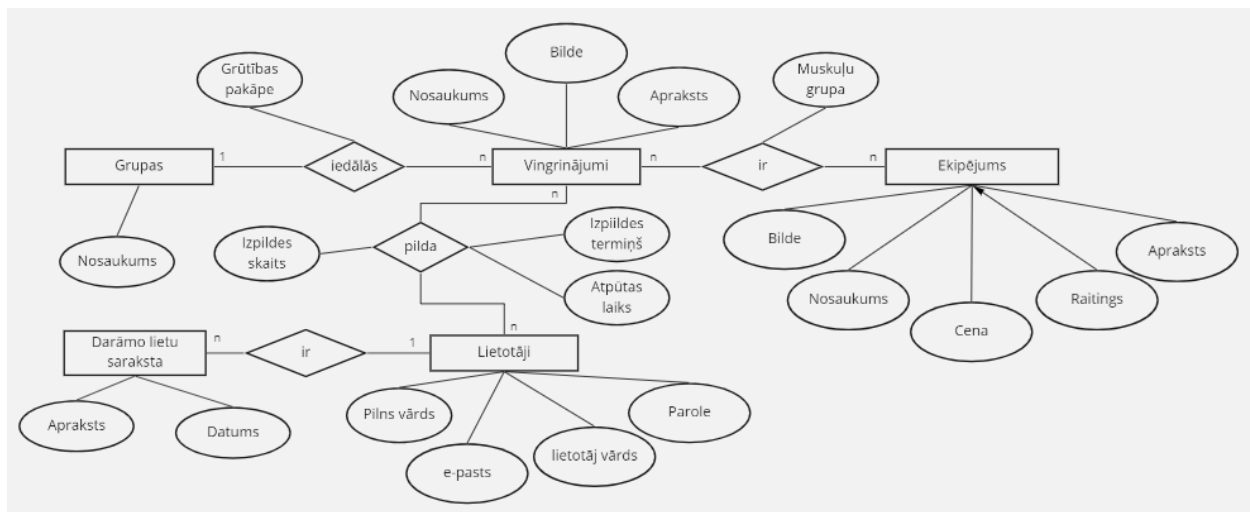 Bilde
Grūtības
pakāpe
Muskuļu
grupa
Nosaukums
Apraksts
Grupas
1
iedālās
n
Vingrinājumi
n
ir
n
Ekipējums
n
Izpildes
skaits
pilda
Izpiildes
termiņš
Nosaukums
Bilde
Apraksts
Atpūtas
laiks
Nosaukums
Raitings
Cena
n
Darāmo lietu
saraksta
n
ir
1
Lietotāji
Apraksts
Datums
Pilns vārds
Parole
e-pasts
lietotāj vārds